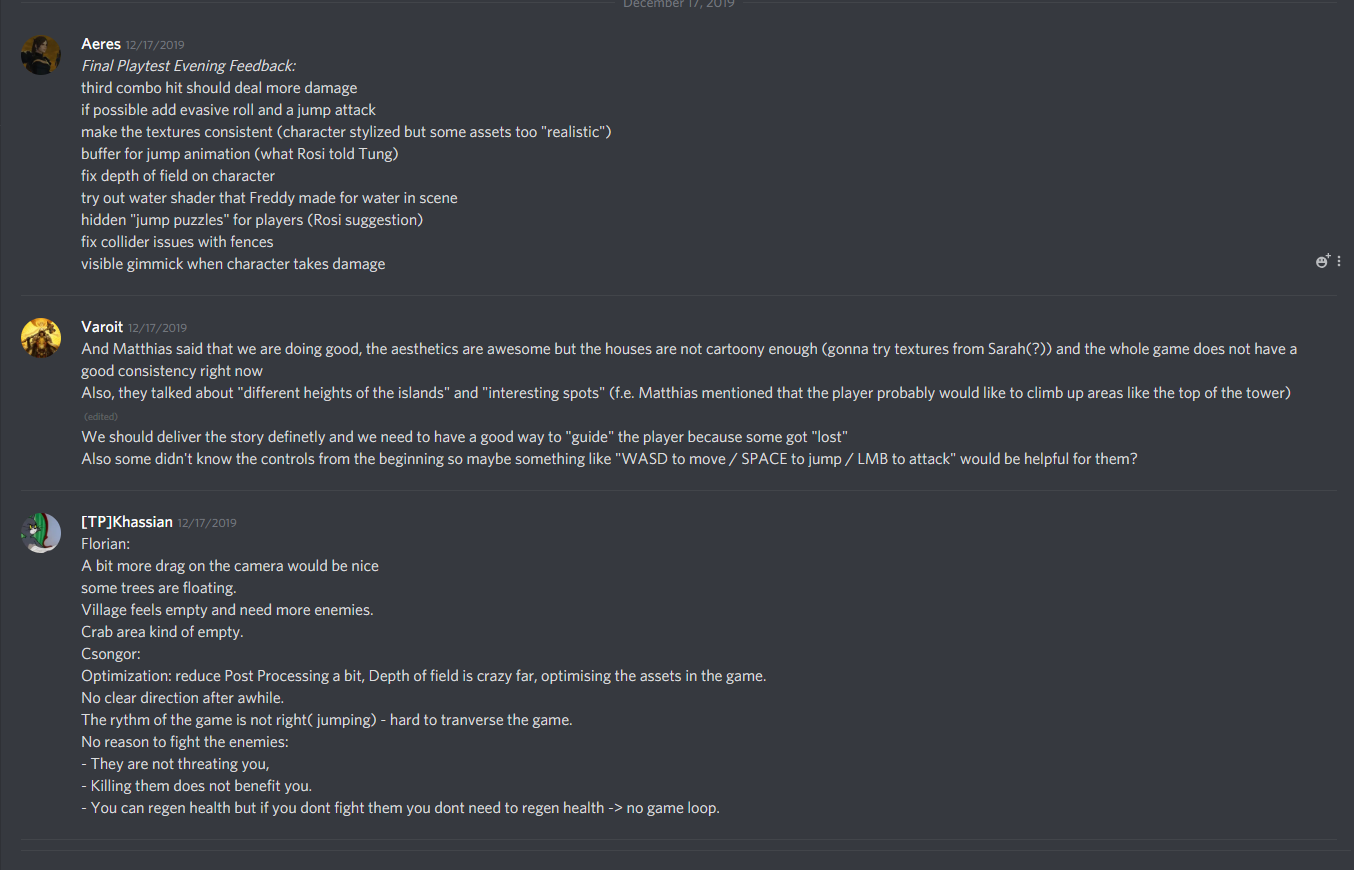 December 17, 2019
Aeres 12/17/2019
Final Playtest Evening Feedback:
third combo hit should deal more damage
if possible add evasive roll and a jump attack
make the textures consistent (character stylized but some assets too "realistic")
buffer for jump animation (what Rosi told Tung)
fix depth of field on character
try out water shader that Freddy made for water in scene
hidden "jump puzzles" for players (Rosi suggestion)
fix collider issues with fences
visible gimmick when character takes damage
Varoit 12/17/2019
And Matthias said that we are doing good, the aesthetics are awesome but the houses are not cartoony enough (gonna try textures from Sarah(?)) and the whole game does not have a
good consistency right now
Also, they talked about "different heights of the islands" and "interesting spots" (f.e. Matthias mentioned that the player probably would like to climb up areas like the top of the tower)
(edited)
We should deliver the story definetly and we need to have a good way to "guide" the player because some got "lost"
Also some didn't know the controls from the beginning so maybe something like "WASD to move / SPACE to jump / LMB to attack" would be helpful for them?
[TP]Khassian 12/17/2019
Florian:
A bit more drag on the camera would be nice
some trees are floating.
Village feels empty and need more enemies.
Crab area kind of empty.
Csongor:
Optimization: reduce Post Processing a bit, Depth of field is crazy far, optimising the assets in the game.
No clear direction after awhile.
The rythm of the game is not right( jumping) - hard to tranverse the game.
No reason to fight the enemies:
- They are not threating you,
- Killing them does not benefit you.
- You can regen health but if you dont fight them you dont need to regen health -> no game loop.